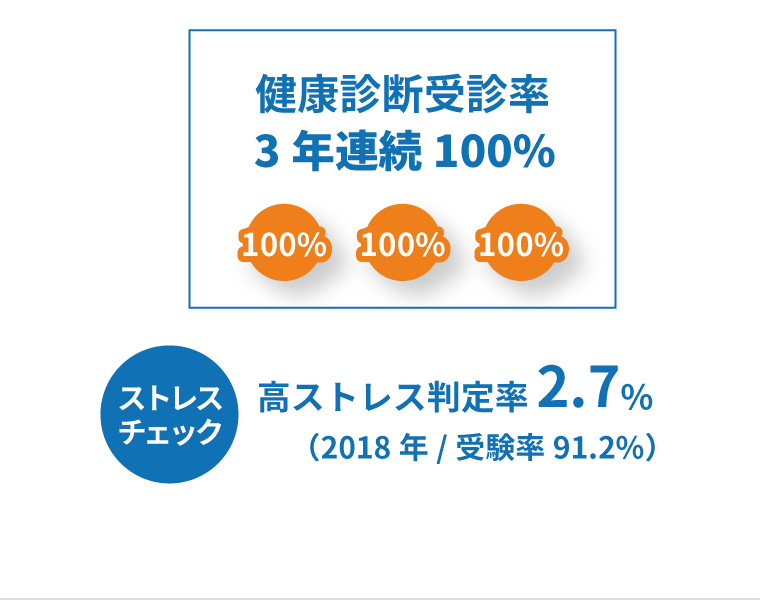 健康診断受診率
3 年連続 100%
100% 100% 100%
ストレス
チェック
高ストレス判定率 2.7%
（2018 年 / 受験率 91.2%）